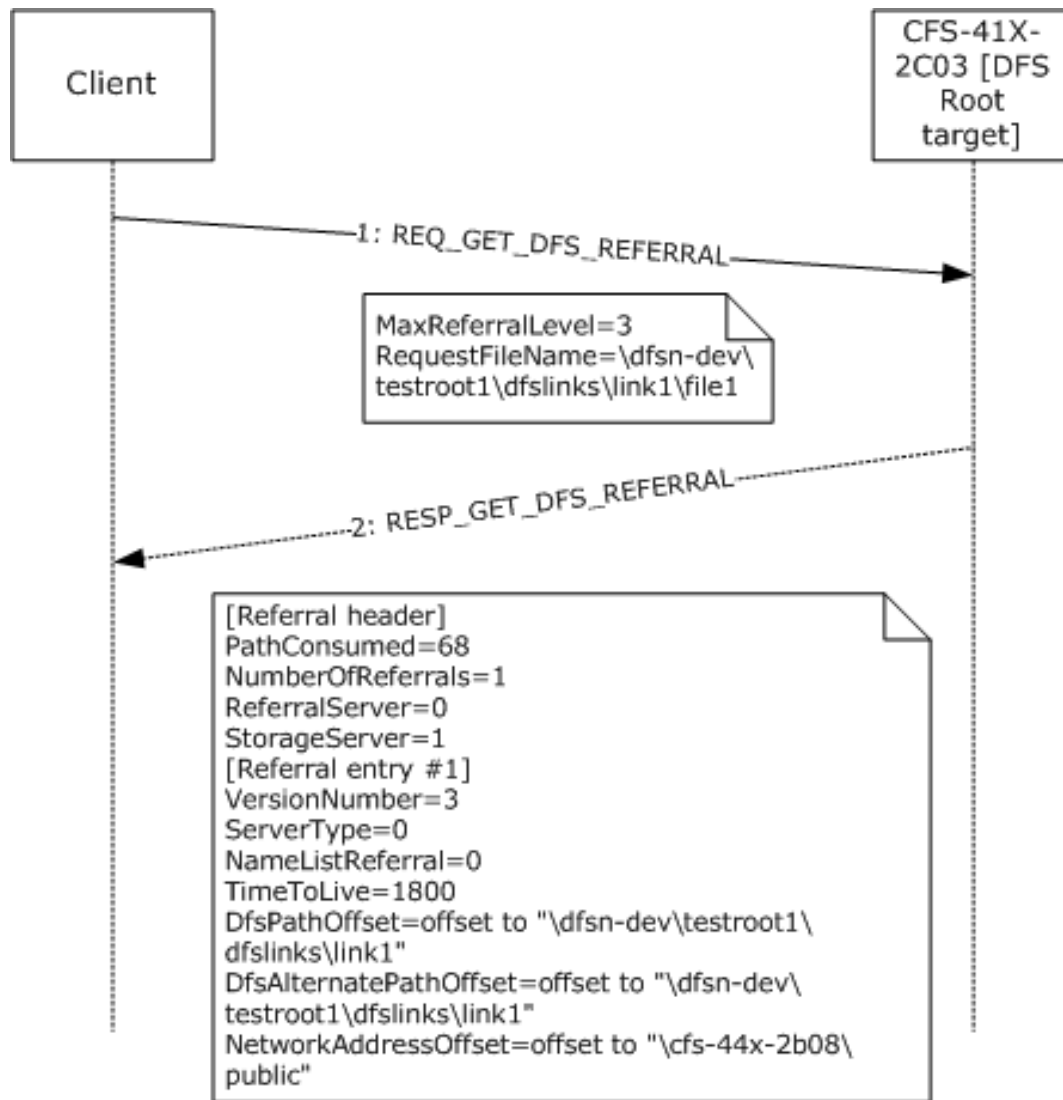 Client
CFS-41X-
2C03 [DFS
Root
target]
1: REQ_GET_DFS_REFERRAL
MaxReferralLevel=3
RequestFileName=\dfsn-dev\
testroot1\dfslinks\link1\file1
2: RESP_GET_DFS_REFERRAL
[Referral header]
PathConsumed=68
NumberOfReferrals=1
ReferralServer=0
StorageServer=1
[Referral entry #1]
VersionNumber=3
ServerType=0
NameListReferral=0
TimeToLive=1800
DfsPathOffset=offset to "\dfsn-dev\testroot1\
dfslinks\link1"
DfsAlternatePathOffset=offset to "\dfsn-dev\
testroot1\dfslinks\link1"
NetworkAddressOffset=offset to "\cfs-44x-2b08\
public"